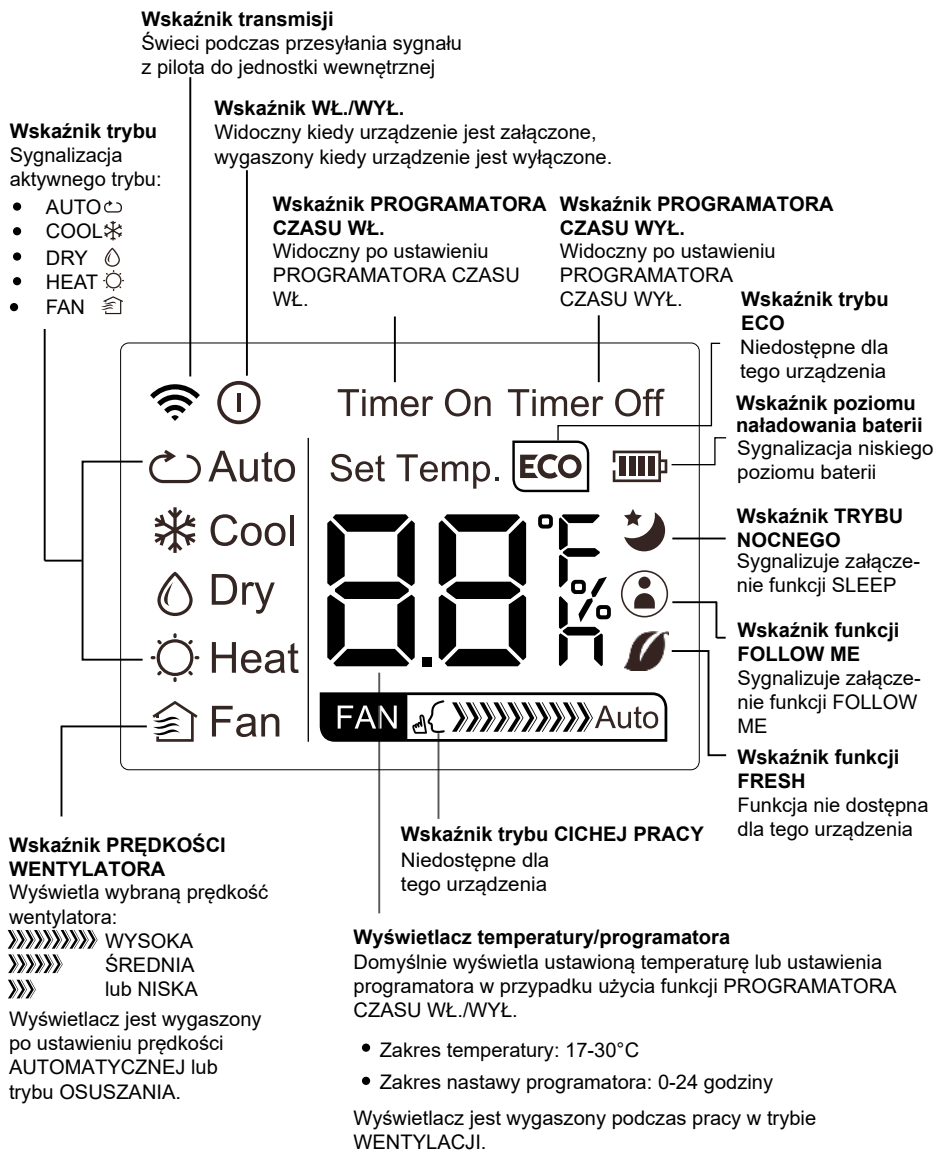 Wskaźnik transmisji
Świeci podczas przesyłania sygnału
z pilota do jednostki wewnętrznej
Wskaźnik WŁ./WYŁ.
Widoczny kiedy urządzenie jest załączone,
wygaszony kiedy urządzenie jest wyłączone.
Wskaźnik trybu
Sygnalizacja
aktywnego trybu:
• AUTO
• COOL
• DRY
• HEAT
• FAN
Wskaźnik PROGRAMATORA
CZASU WŁ.
Widoczny po ustawieniu
PROGRAMATORA CZASU
WŁ.
Wskaźnik PROGRAMATORA
CZASU WYŁ.
Widoczny po ustawieniu
PROGRAMATORA
CZASU WYŁ.
Wskaźnik trybu
ECO
Niedostępne dla
tego urządzenia
Wskaźnik poziomu
naładowania baterii
Sygnalizacja niskiego
poziomu baterii
Wskaźnik TRYBU
NOCNEGO
Sygnalizuje załącze-
nie funkcji SLEEP
Wskaźnik funkcji
FOLLOW ME
Sygnalizuje załącze-
nie funkcji FOLLOW
ME
Wskaźnik funkcji
FRESH
Funkcja nie dostępna
dla tego urządzenia
Timer On Timer Off
Auto
Set Temp. ECO
Cool
Dry
Heat
Fan
8.8 °F
%
h
FAN Auto
Wskaźnik PRĘDKOŚCI
WENTYLATORA
Wyświetla wybraną prędkość
wentylatora:
WYSOKA
ŚREDNIA
lub NISKA
Wyświetlacz jest wygaszony
po ustawieniu prędkości
AUTOMATYCZNEJ lub
trybu OSUSZANIA.
Wskaźnik trybu CICHEJ PRACY
Niedostępne dla
tego urządzenia
Wyświetlacz temperatury/programatora
Domyślnie wyświetla ustawioną temperaturę lub ustawienia
programatora w przypadku użycia funkcji PROGRAMATORA
CZASU WŁ./WYŁ.
• Zakres temperatury: 17-30°C
• Zakres nastawy programatora: 0-24 godziny
Wyświetlacz jest wygaszony podczas pracy w trybie
WENTYLACJI.